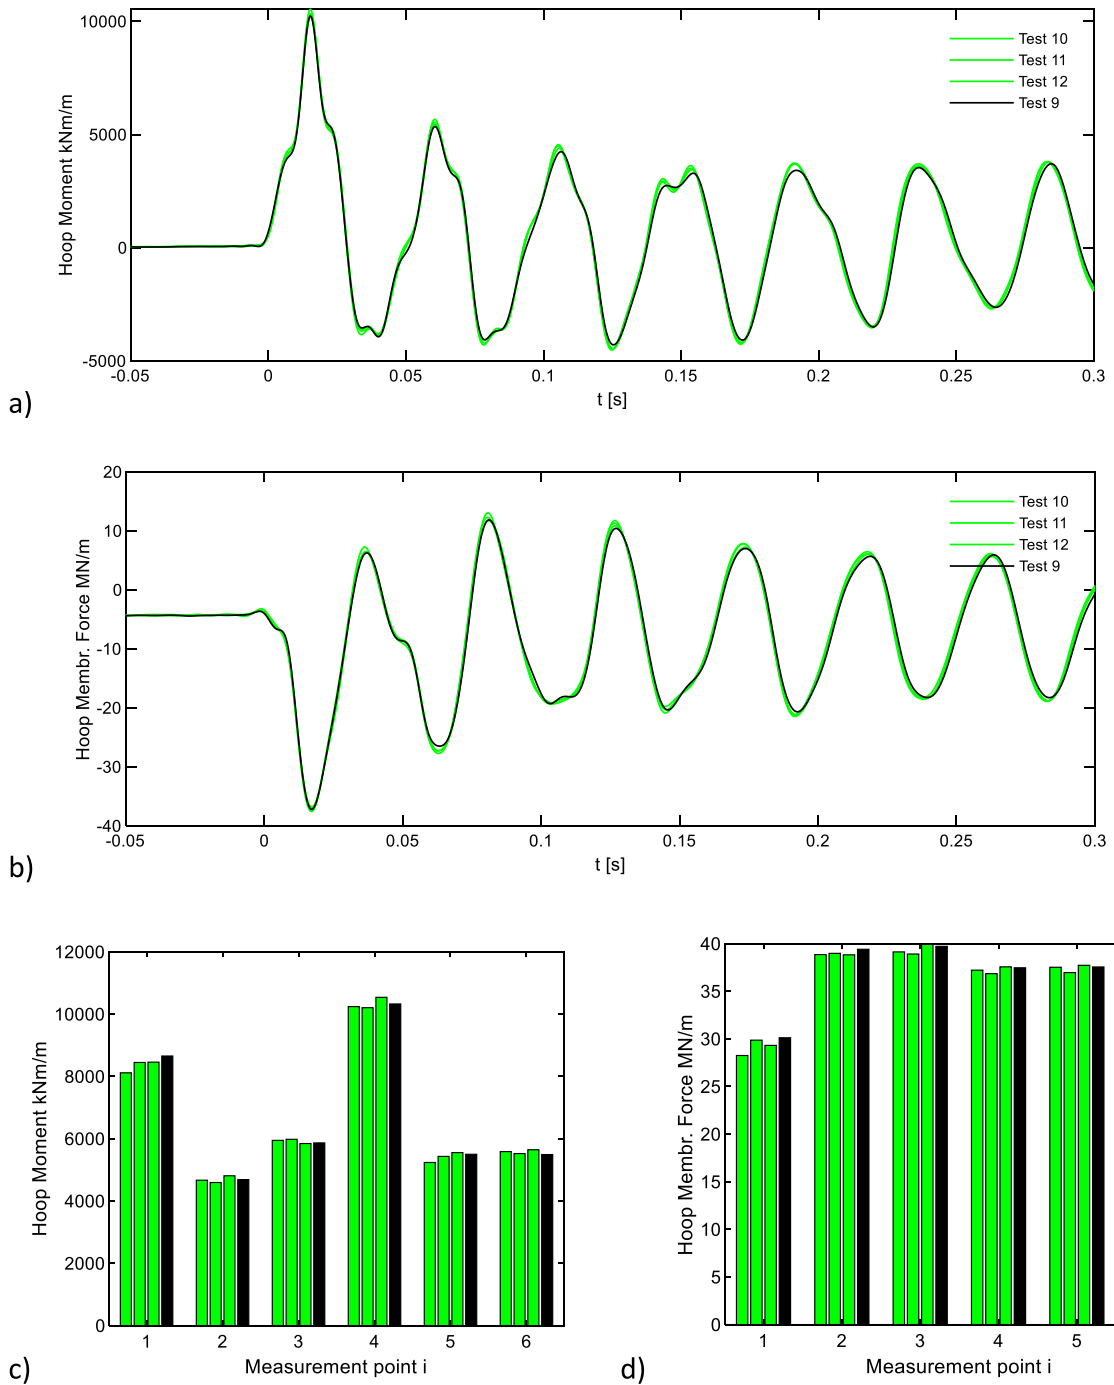 10000
5000
0
-5000
Hoop Moment kNm/m
Test 10
Test 11
Test 12
Test 9
-0.05 0 0.05 0.1 0.15 0.2 0.25 0.3
t [s]
a)
20
10
0
-10
-20
-30
-40
Hoop Membr. Force MN/m
Test 10
Test 11
Test 12
Test 9
-0.05 0 0.05 0.1 0.15 0.2 0.25 0.3
t [s]
b)
12000
10000
8000
6000
4000
2000
0
Hoop Moment kNm/m
1 2 3 4 5 6
Measurement point i
c)
40
35
30
25
20
15
10
5
0
Hoop Membr. Force MN/m
1 2 3 4 5
Measurement point i
d)